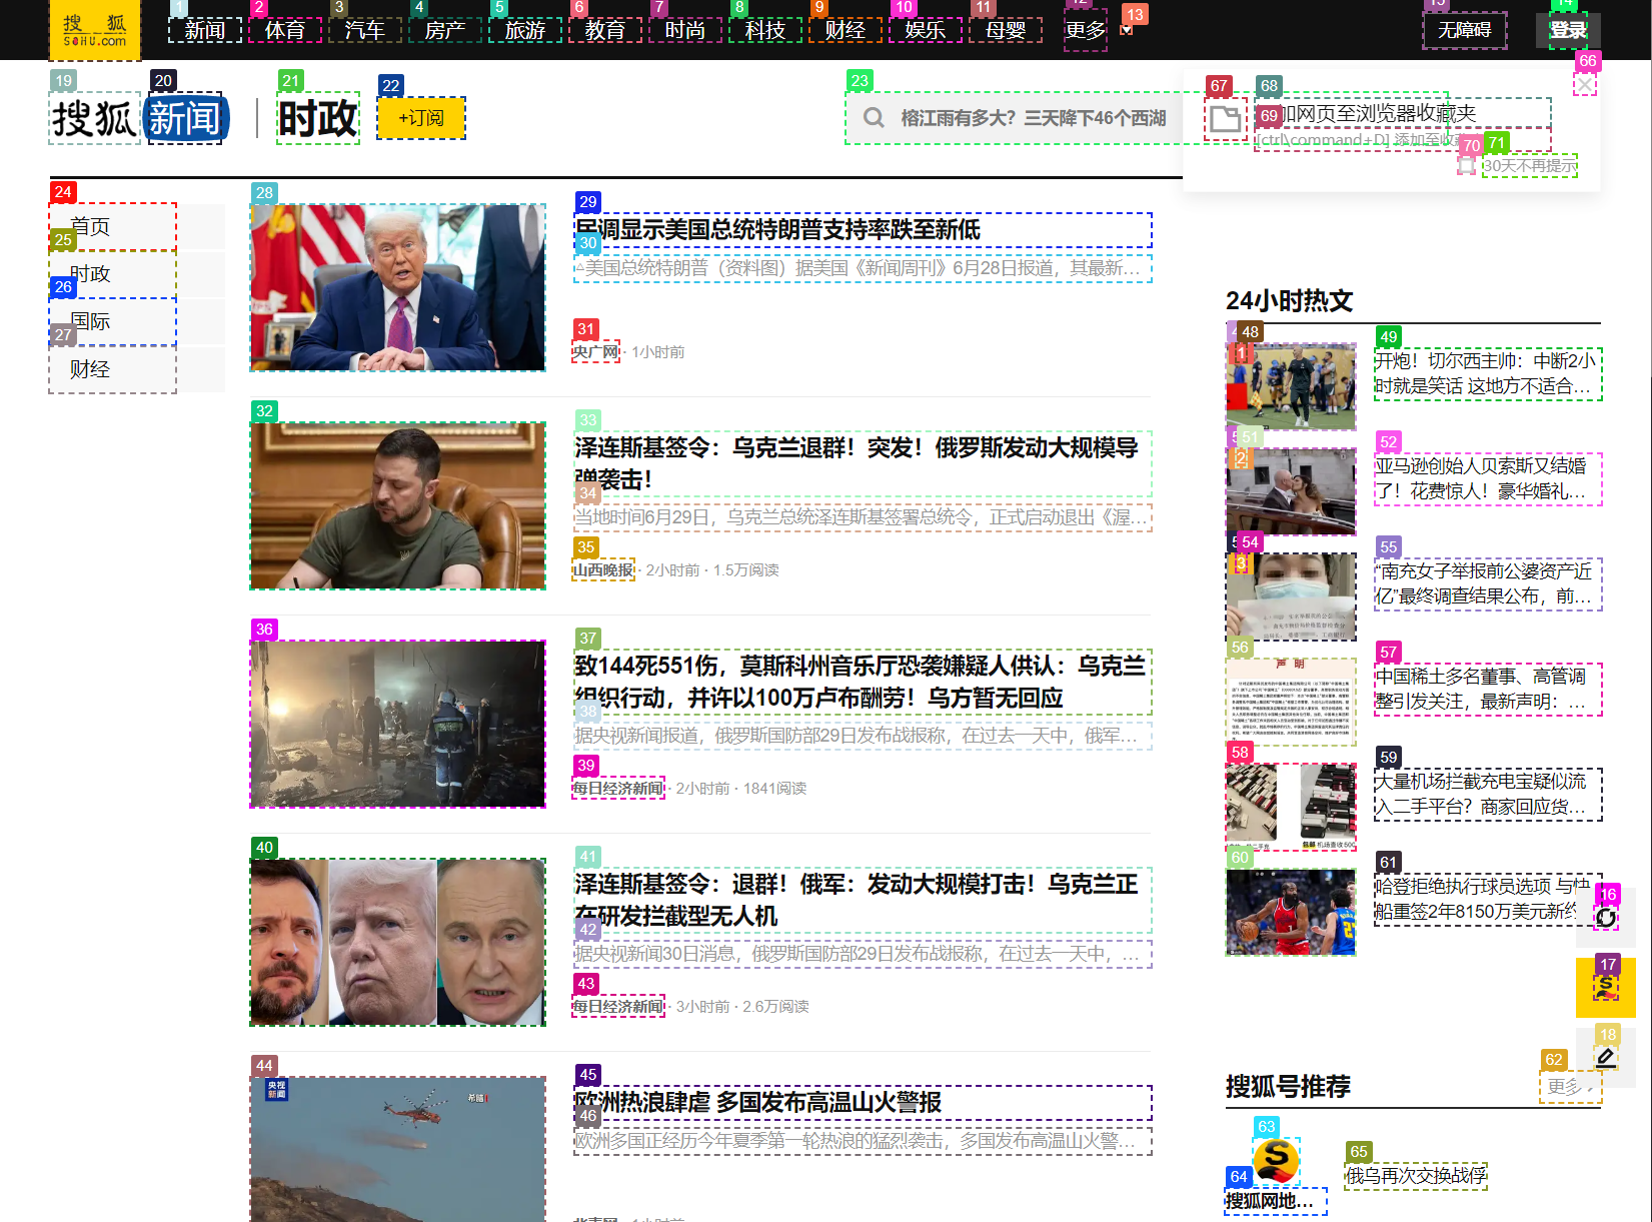 搜狐
SOHU.com
1 新闻
2 体育
3 汽车
4 房产
5 旅游
6 教育
7 时尚
8 科技
9 财经
10 娱乐
11 母婴
12 更多
13
15 无障碍
14 登录
19 搜狐
20 新闻
21 时政
22 +订阅
23 榕江雨有多大？三天降下46个西湖
66
67
68 加网页至浏览器收藏夹
69 [ctrl\command+D] 添加至收藏
70
71 30天不再提示
24 首页
25 时政
26 国际
27 财经
28
29 民调显示美国总统特朗普支持率跌至新低
30 △美国总统特朗普（资料图）据美国《新闻周刊》6月28日报道，其最新…
31 央广网 · 1小时前
32
33 泽连斯基签令：乌克兰退群！突发！俄罗斯发动大规模导
弹袭击！
34 当地时间6月29日，乌克兰总统泽连斯基签署总统令，正式启动退出《渥…
35 山西晚报 · 2小时前 · 1.5万阅读
36
37 致144死551伤，莫斯科州音乐厅恐袭嫌疑人供认：乌克兰
组织行动，并许以100万卢布酬劳！乌方暂无回应
38 据央视新闻报道，俄罗斯国防部29日发布战报称，在过去一天中，俄军…
39 每日经济新闻 · 2小时前 · 1841阅读
40
41 泽连斯基签令：退群！俄军：发动大规模打击！乌克兰正
在研发拦截型无人机
42 据央视新闻30日消息，俄罗斯国防部29日发布战报称，在过去一天中，…
43 每日经济新闻 · 3小时前 · 2.6万阅读
44
央视
新闻
希腊
45 欧洲热浪肆虐 多国发布高温山火警报
46 欧洲多国正经历今年夏季第一轮热浪的猛烈袭击，多国发布高温山火警…
24小时热文
48
1
49 开炮！切尔西主帅：中断2小
时就是笑话 这地方不适合…
51
2
52 亚马逊创始人贝索斯又结婚
了！花费惊人！豪华婚礼…
54
3
55 “南充女子举报前公婆资产近
亿”最终调查结果公布，前…
56
声 明
57 中国稀土多名董事、高管调
整引发关注，最新声明：…
58
59 大量机场拦截充电宝疑似流
入二手平台？商家回应货…
60
61 哈登拒绝执行球员选项 与快
船重签2年8150万美元新约
16
17
18
搜狐号推荐
62 更多
63
64 搜狐网地…
65 俄乌再次交换战俘